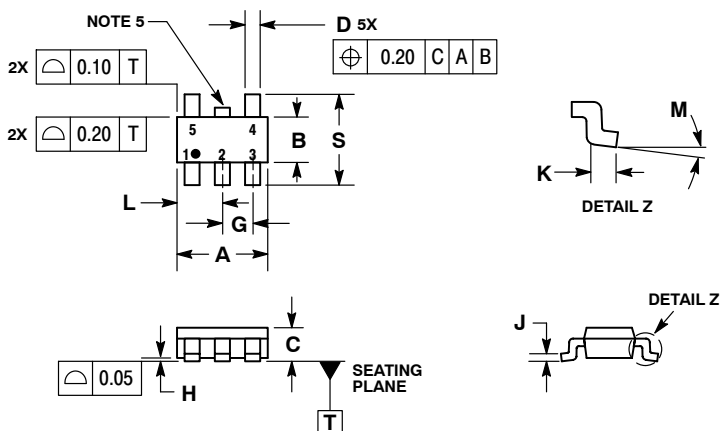 NOTE 5
D 5X
⌖ 0.20 C A B
2X ⌓ 0.10 T
2X ⌓ 0.20 T
5 4
1 2 3
B
S
L
G
A
M
K
DETAIL Z
C
H
⌓ 0.05
SEATING
PLANE
T
J
DETAIL Z